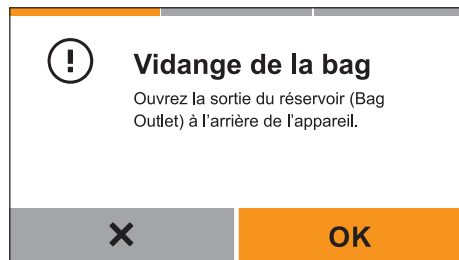 Vidange de la bag
Ouvrez la sortie du réservoir (Bag
Outlet) à l'arrière de l'appareil.
OK